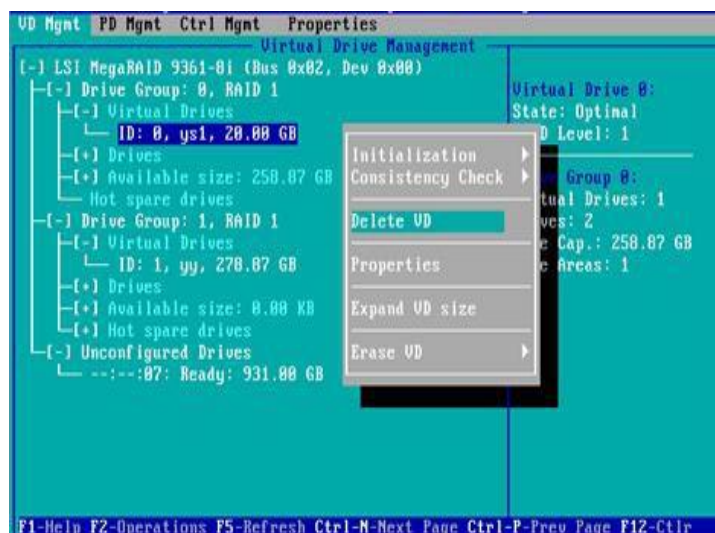 VD Mgmt PD Mgmt Ctrl Mgmt Properties
Virtual Drive Management
[-] LSI MegaRAID 9361-8i (Bus 0x02, Dev 0x00)
[-] Drive Group: 0, RAID 1
[-] Virtual Drives
ID: 0, ys1, 20.00 GB
[+] Drives
[+] Available size: 258.87 GB
Hot spare drives
[-] Drive Group: 1, RAID 1
[-] Virtual Drives
ID: 1, yy, 278.87 GB
[+] Drives
[+] Available size: 0.00 KB
[+] Hot spare drives
[-] Unconfigured Drives
--:--:07: Ready: 931.00 GB
Initialization
Consistency Check
Delete VD
Properties
Expand VD size
Erase VD
Virtual Drive 0:
State: Optimal
Level: 1
Group 0:
Drives: 1
2
Cap.: 258.87 GB
Areas: 1
F1-Help F2-Operations F5-Refresh Ctrl-N-Next Page Ctrl-P-Prev Page F12-Ctlr